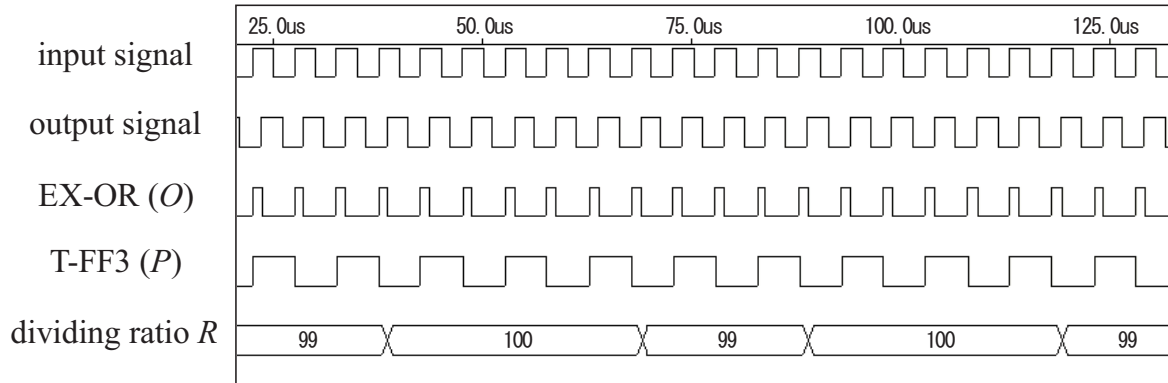 25.0us 50.0us 75.0us 100.0us 125.0us
input signal
output signal
EX-OR (O)
T-FF3 (P)
dividing ratio R 99 100 99 100 99